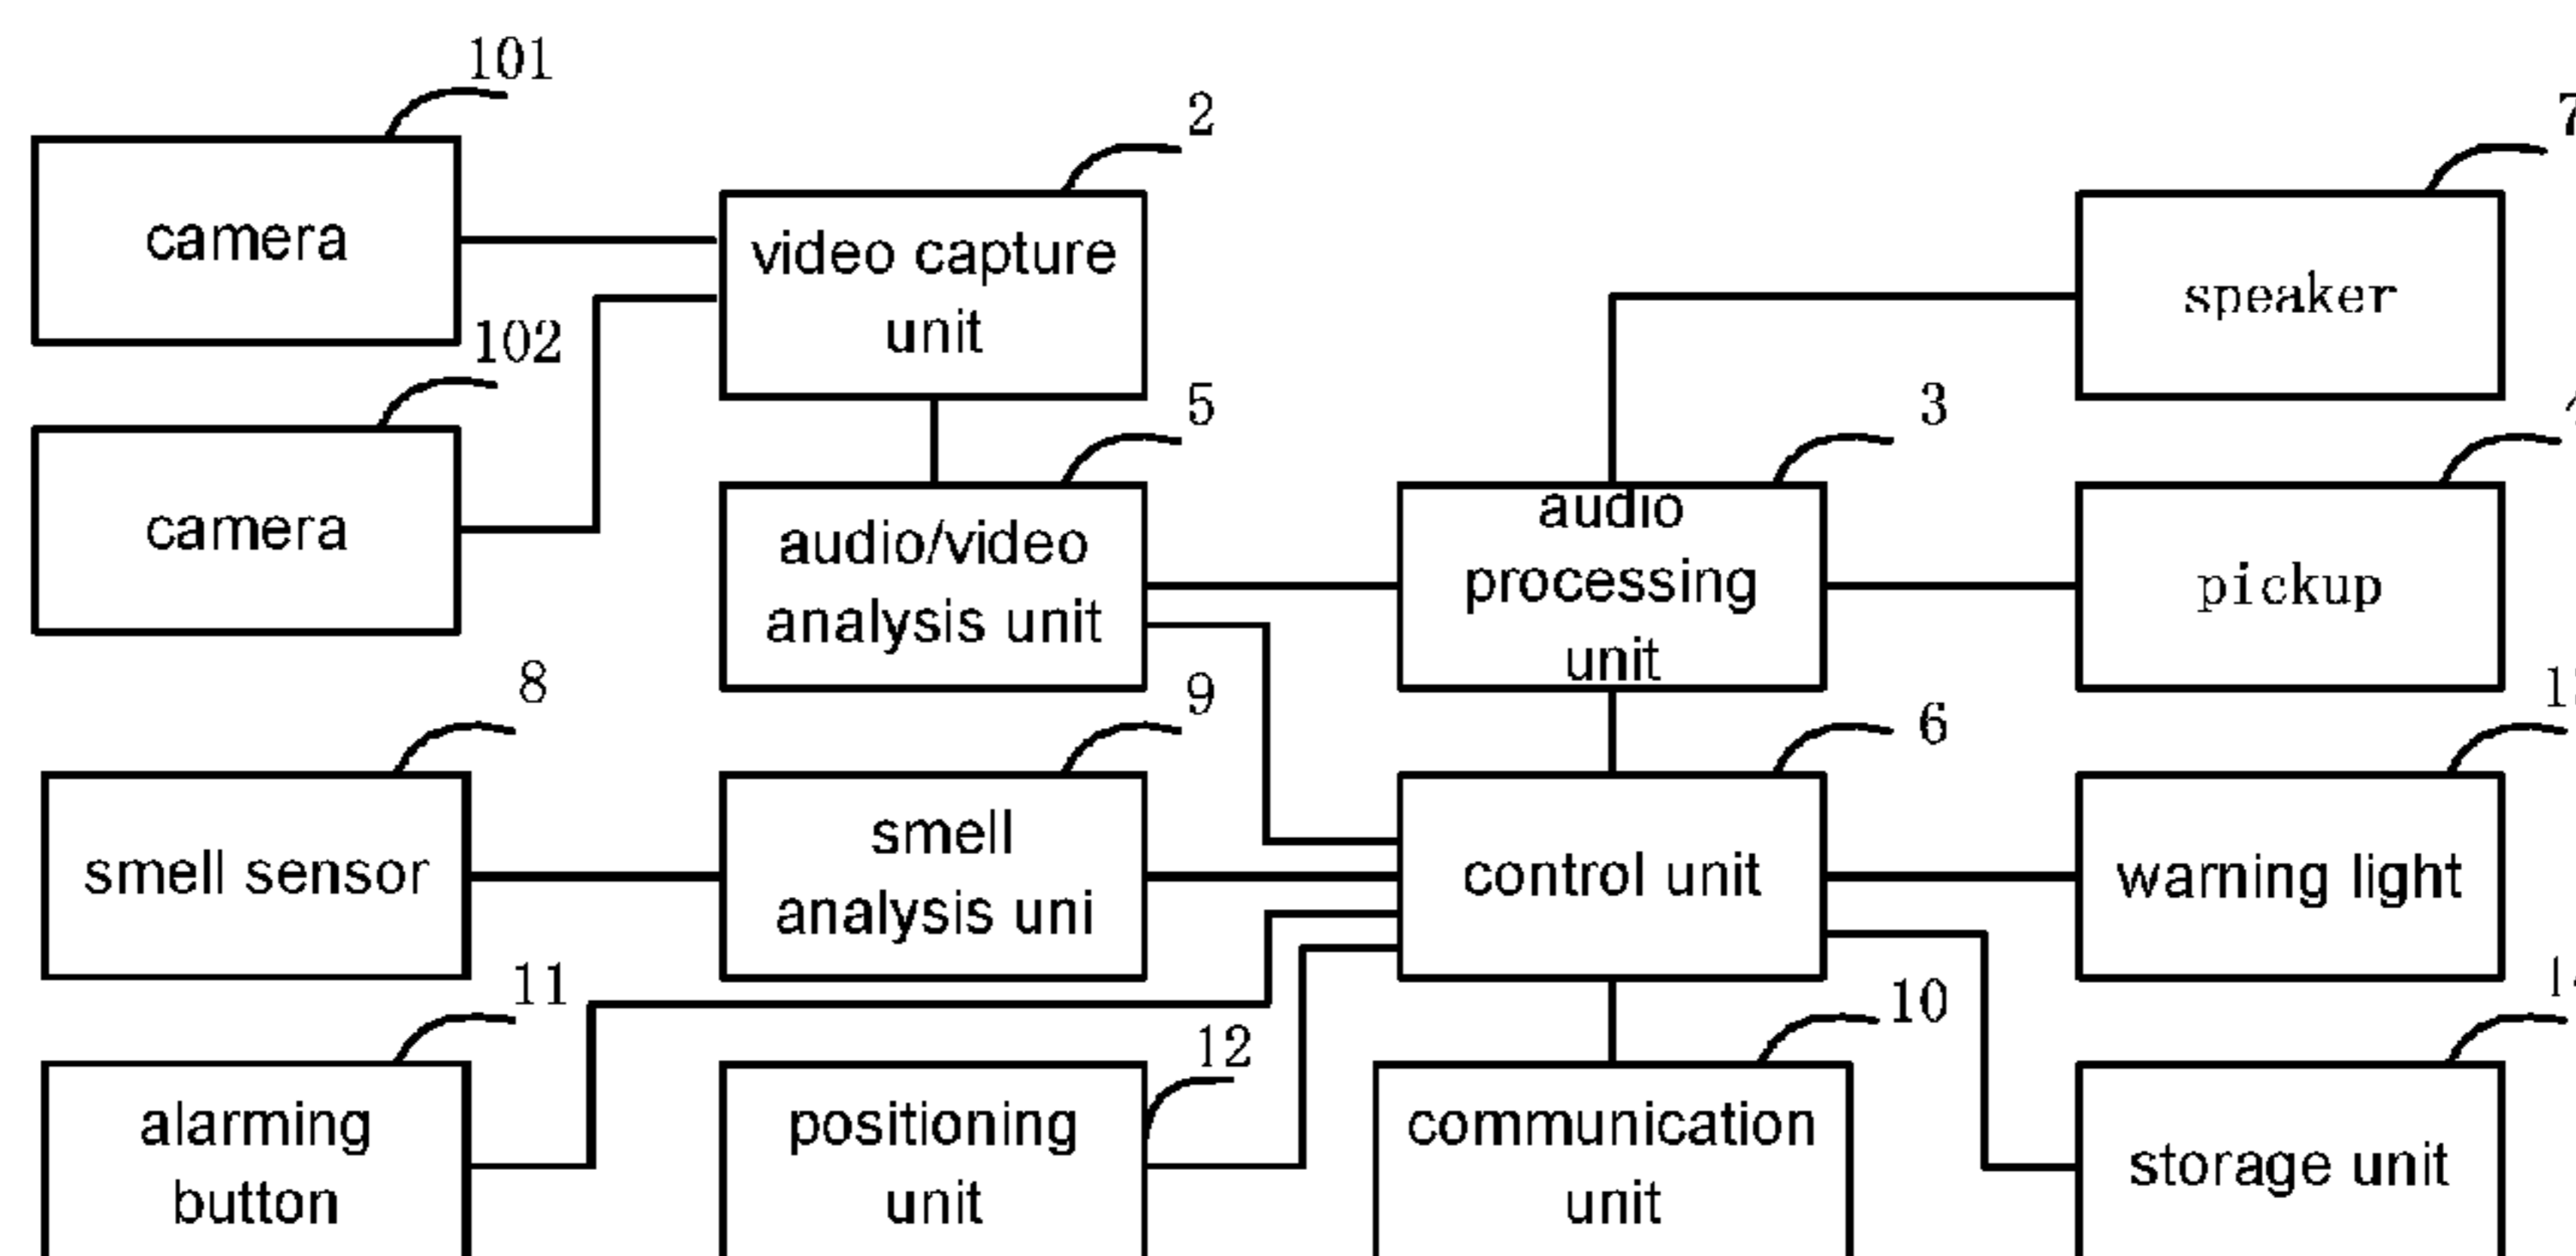 101
2
7
camera
video capture
unit
speaker
102
5
3
camera
audio/video
analysis unit
audio
processing
unit
pickup
8
9
6
smell sensor
smell
analysis uni
control unit
warning light
11
12
10
alarming
button
positioning
unit
communication
unit
storage unit